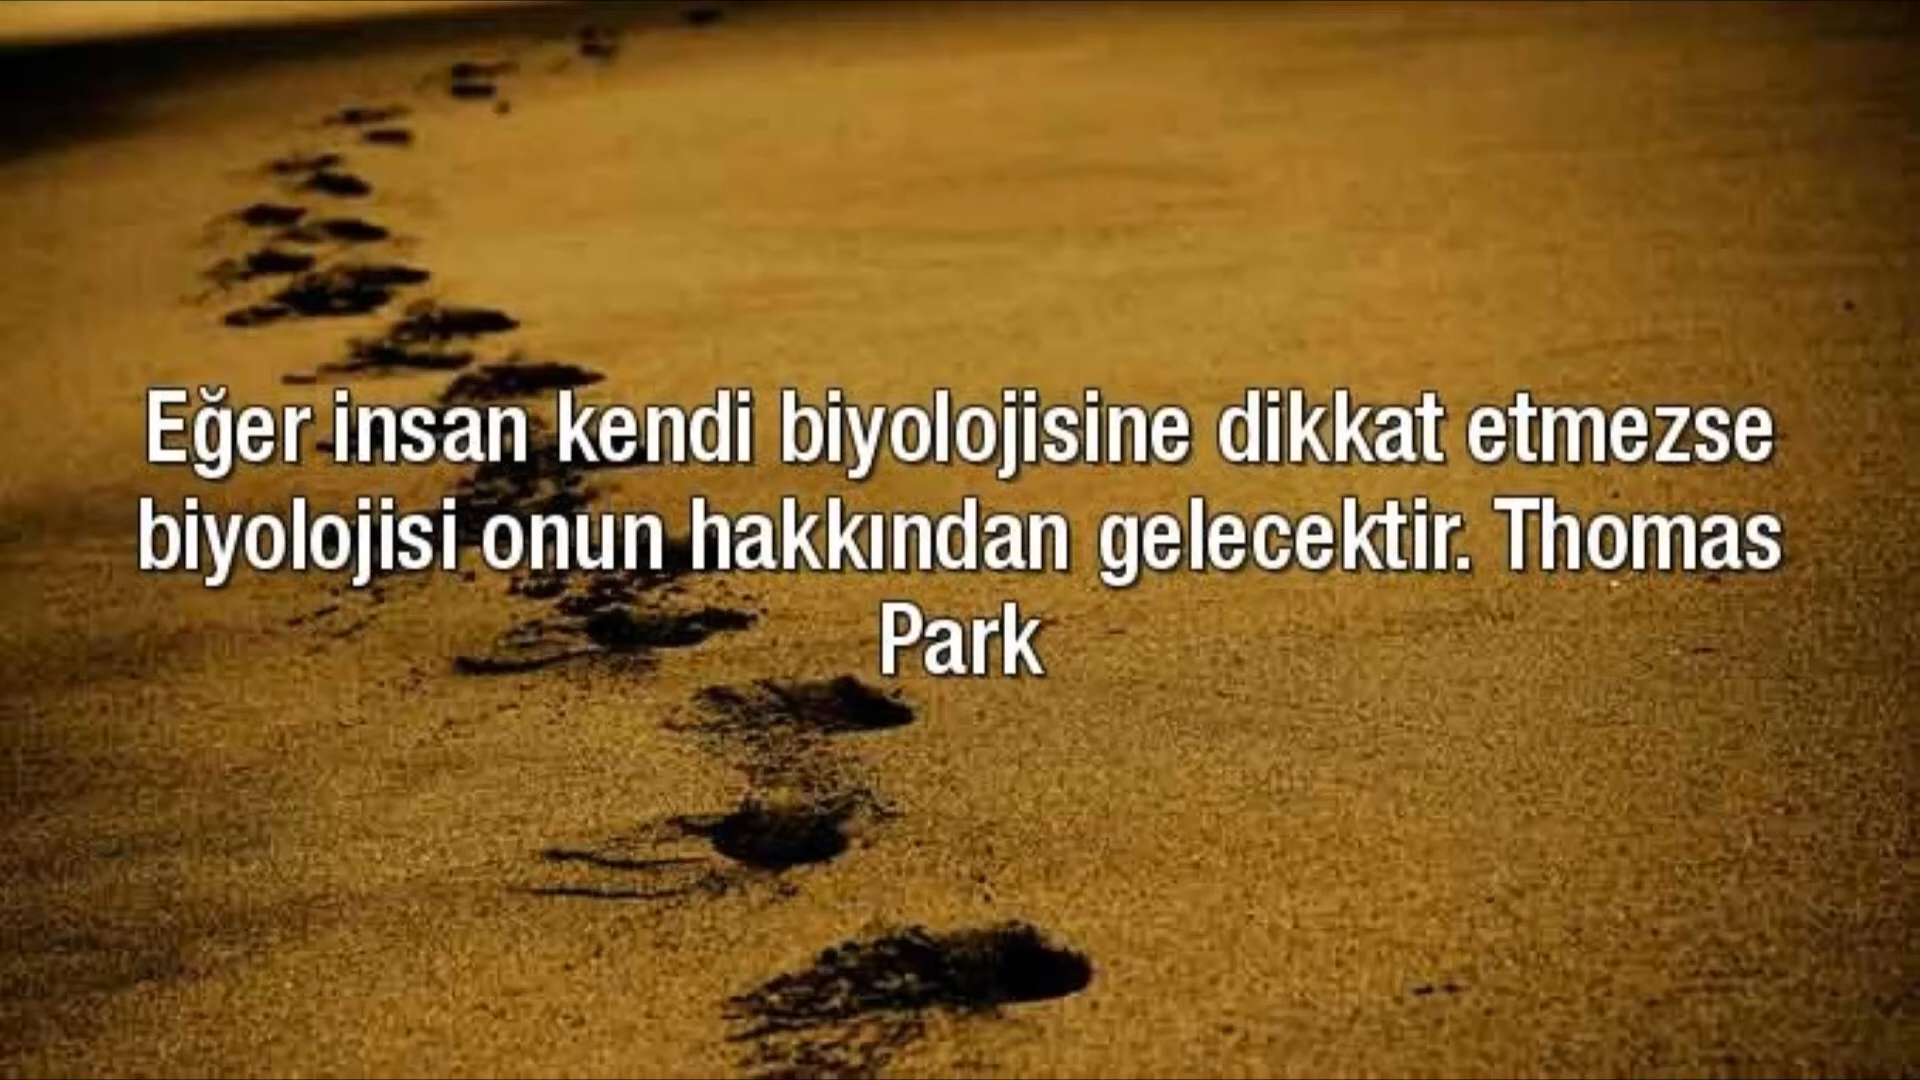 Eğer insan kendi biyolojisine dikkat etmezse
biyolojisi onun hakkından gelecektir. Thomas
Park